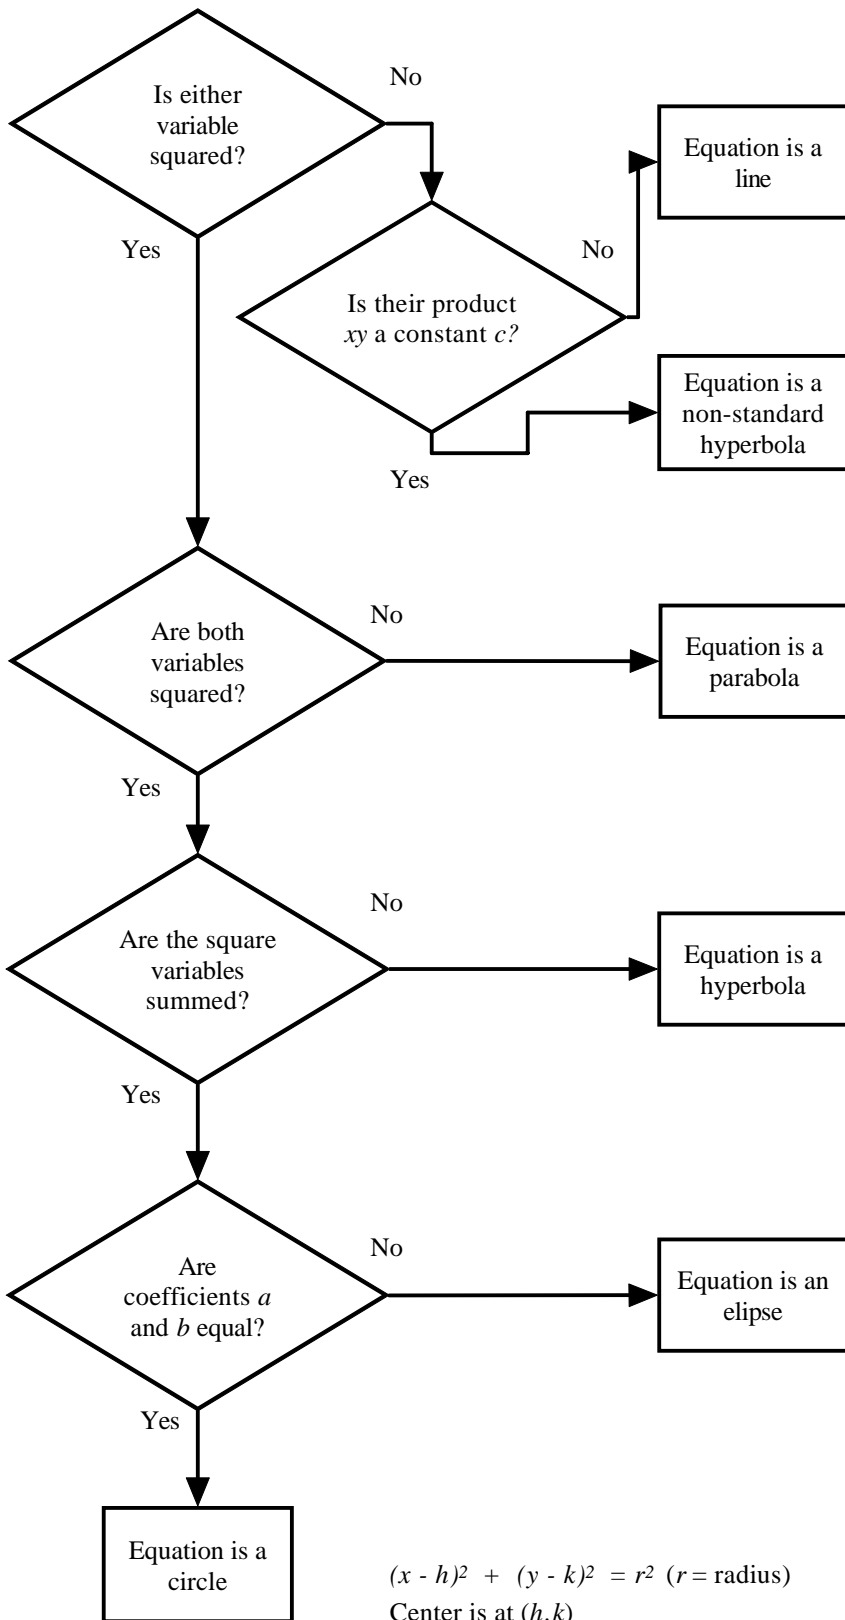 Is either
variable
squared?
No
Equation is a
line
Yes
Is their product
xy a constant c?
No
Equation is a
non-standard
hyperbola
Yes
Are both
variables
squared?
No
Equation is a
parabola
Yes
Are the square
variables
summed?
No
Equation is a
hyperbola
Yes
Are
coefficients a
and b equal?
No
Equation is an
elipse
Yes
Equation is a
circle
(x - h)² + (y - k)² = r² (r = radius)
Center is at (h,k)